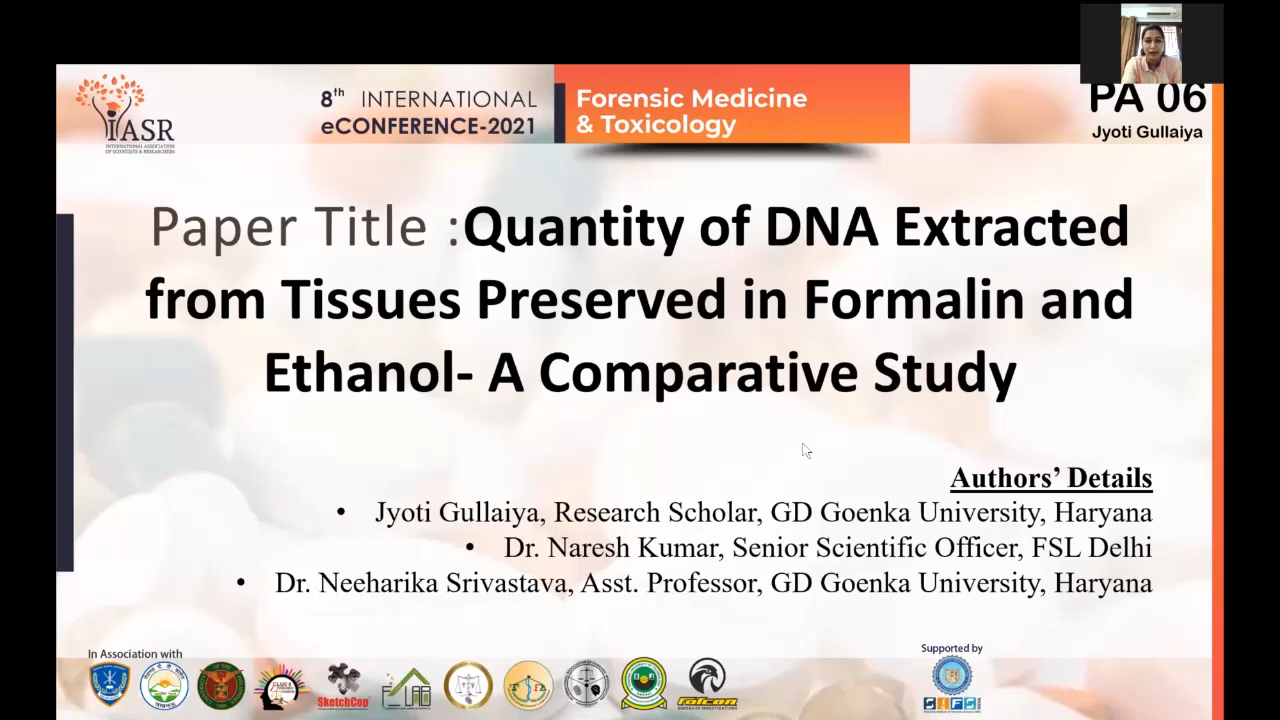 IASR
INTERNATIONAL ASSOCIATION
OF SCIENTISTS & RESEARCHERS
8th INTERNATIONAL
eCONFERENCE-2021
Forensic Medicine
& Toxicology
PA 06
Jyoti Gullaiya
Paper Title :Quantity of DNA Extracted
from Tissues Preserved in Formalin and
Ethanol- A Comparative Study
Authors’ Details
• Jyoti Gullaiya, Research Scholar, GD Goenka University, Haryana
• Dr. Naresh Kumar, Senior Scientific Officer, FSL Delhi
• Dr. Neeharika Srivastava, Asst. Professor, GD Goenka University, Haryana
In Association with
SketchCop
FALCON
Supported by
SIFS